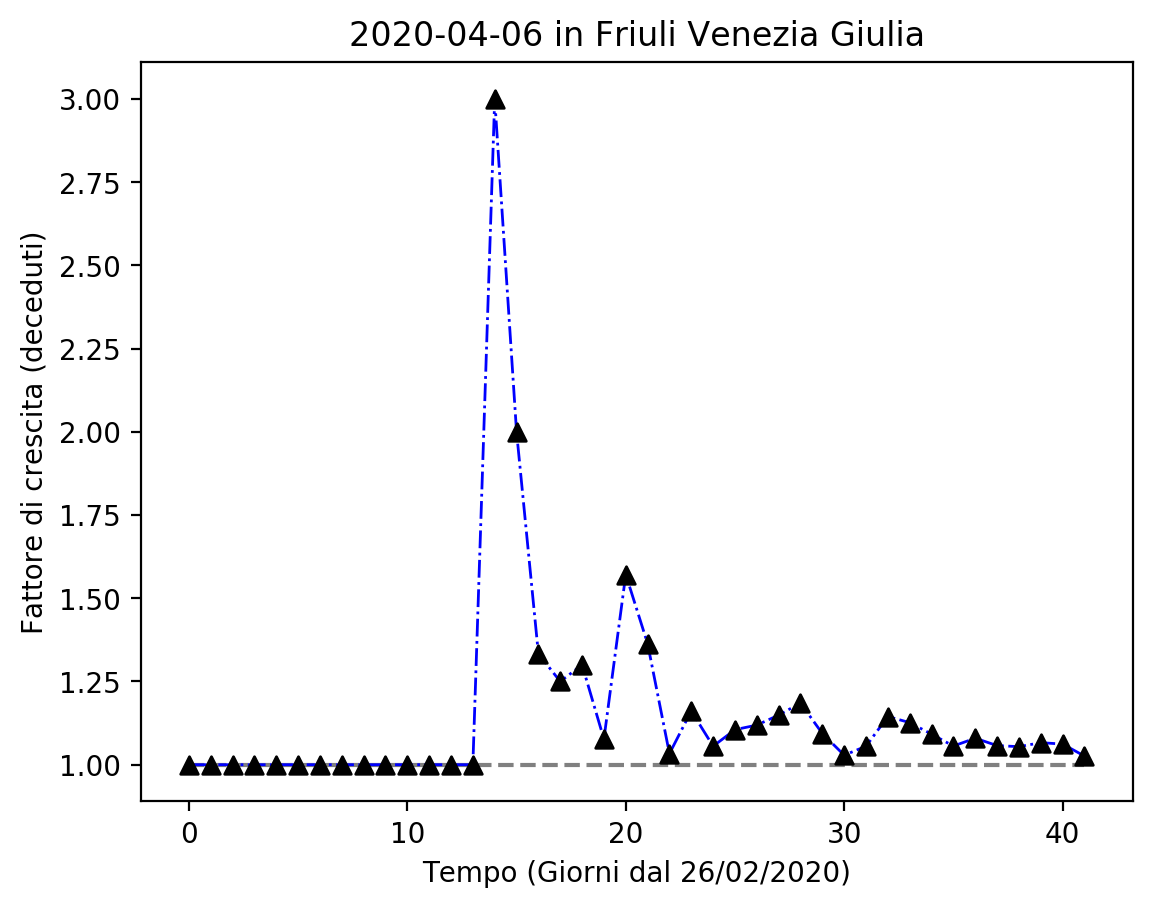 2020-04-06 in Friuli Venezia Giulia
Fattore di crescita (deceduti)
3.00
2.75
2.50
2.25
2.00
1.75
1.50
1.25
1.00
0 10 20 30 40
Tempo (Giorni dal 26/02/2020)